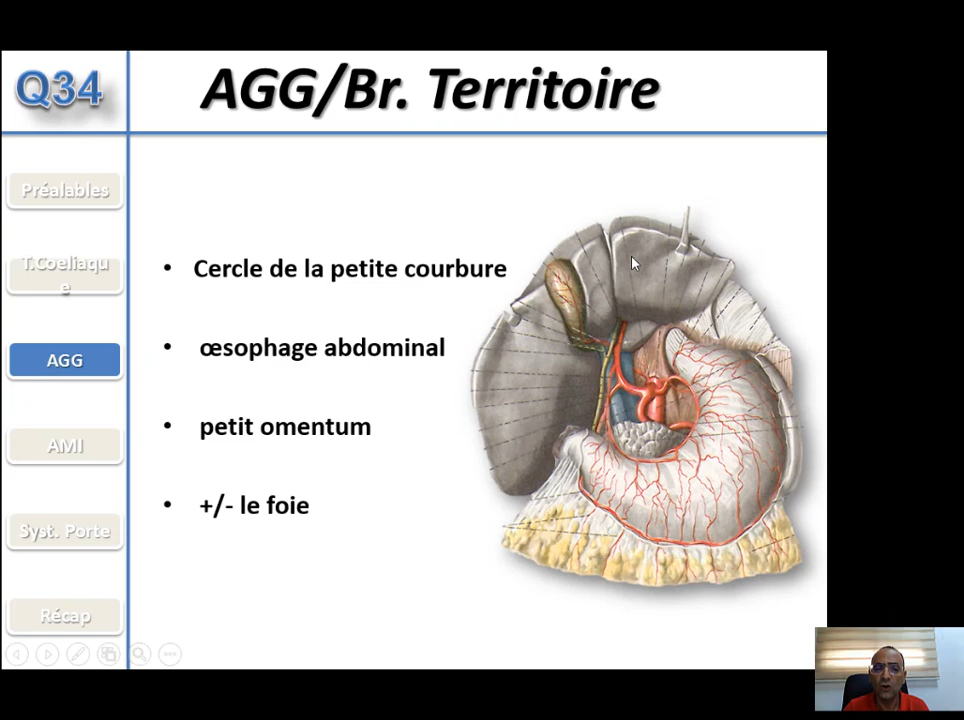 Q34
AGG/Br. Territoire
Préalables
T.Coeliaqu
e
AGG
AMI
Syst. Porte
Récap
• Cercle de la petite courbure
• œsophage abdominal
• petit omentum
• +/- le foie